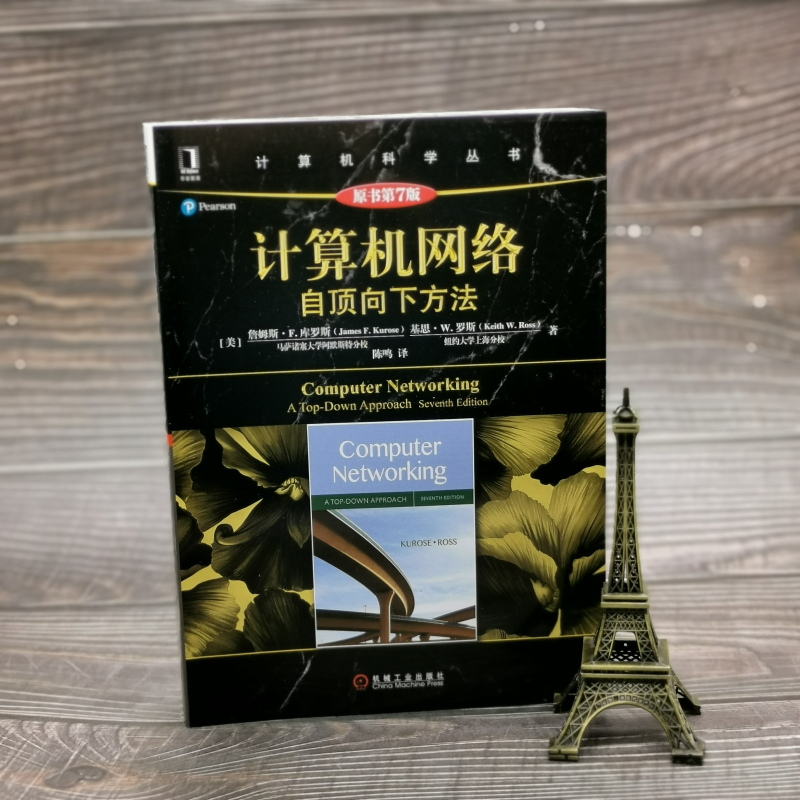 计算机科学丛书
原书第7版
Pearson
计算机网络
自顶向下方法
[美] 詹姆斯·F. 库罗斯 (James F. Kurose) 基思·W. 罗斯 (Keith W. Ross) 著
马萨诸塞大学阿默斯特分校 纽约大学上海分校
陈鸣 译
Computer Networking
A Top-Down Approach Seventh Edition
Computer
Networking
A TOP-DOWN APPROACH SEVENTH EDITION
KUROSE • ROSS
机械工业出版社
China Machine Press